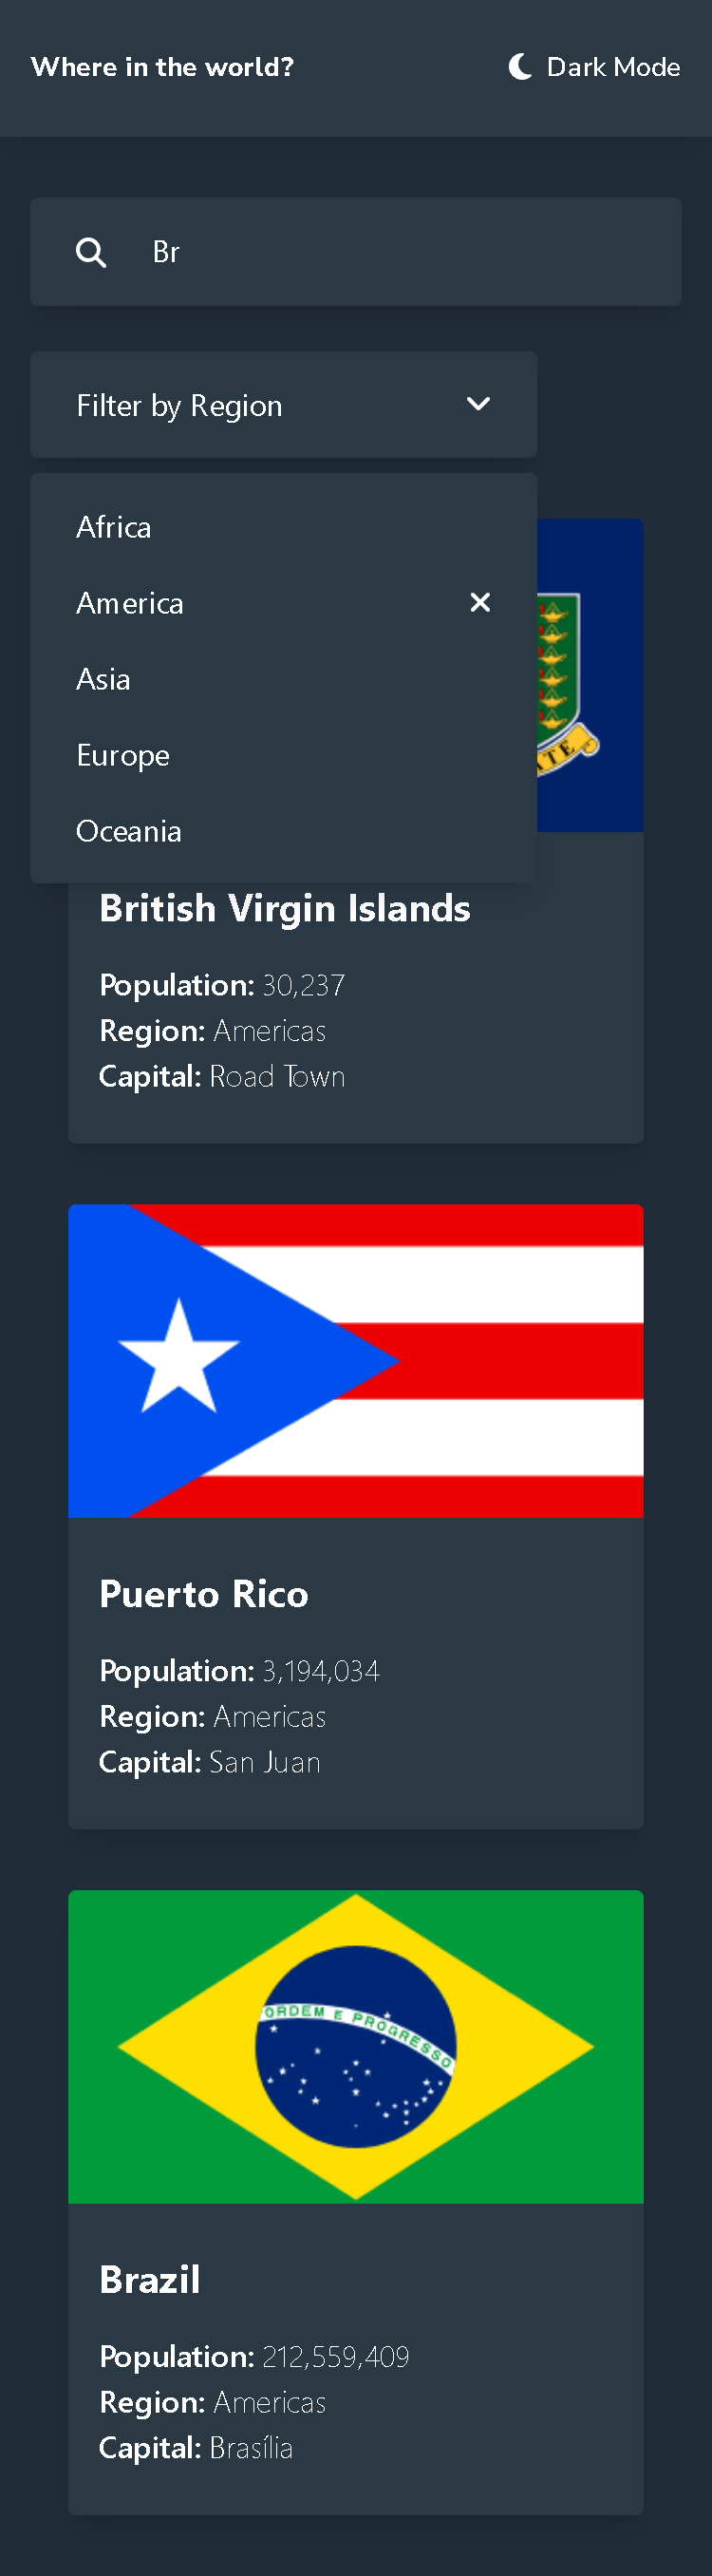 Where in the world?
Dark Mode
Br
Filter by Region
Africa
America
Asia
Europe
Oceania
ATE
British Virgin Islands
Population: 30,237
Region: Americas
Capital: Road Town
Puerto Rico
Population: 3,194,034
Region: Americas
Capital: San Juan
ORDEM E PROGRESSO
Brazil
Population: 212,559,409
Region: Americas
Capital: Brasília